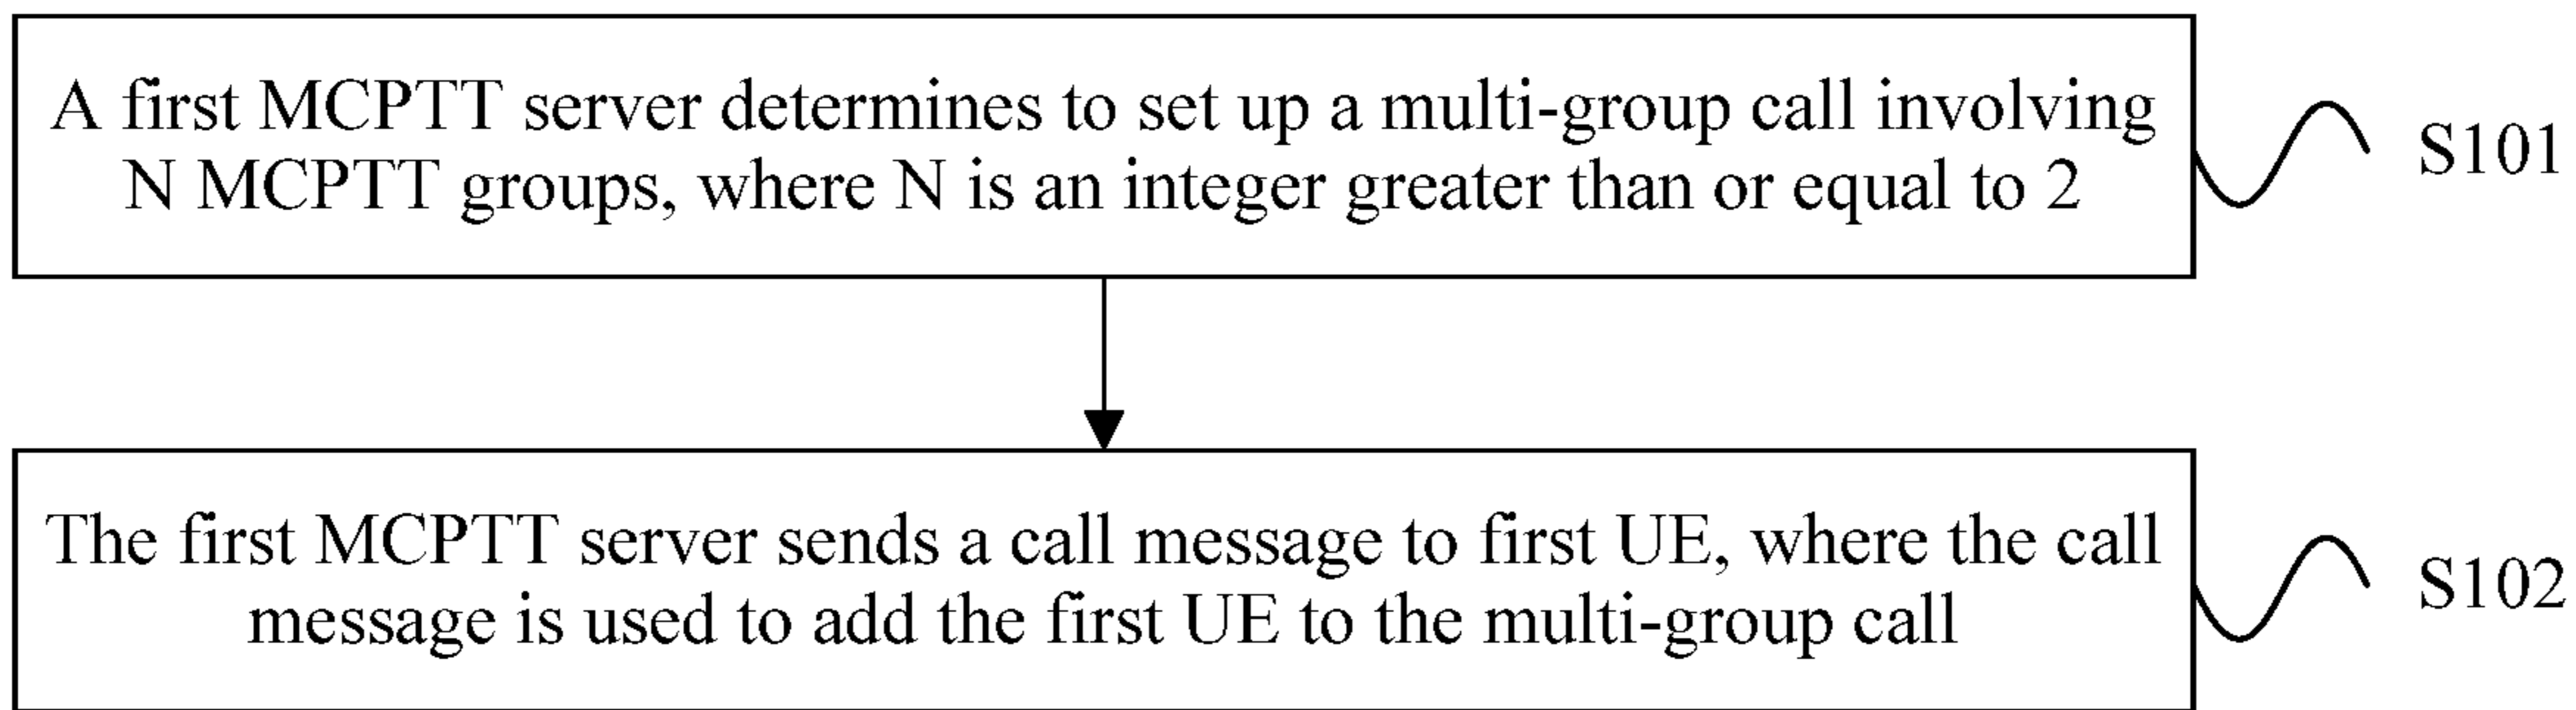 A first MCPTT server determines to set up a multi-group call involving
N MCPTT groups, where N is an integer greater than or equal to 2
S101
The first MCPTT server sends a call message to first UE, where the call
message is used to add the first UE to the multi-group call
S102